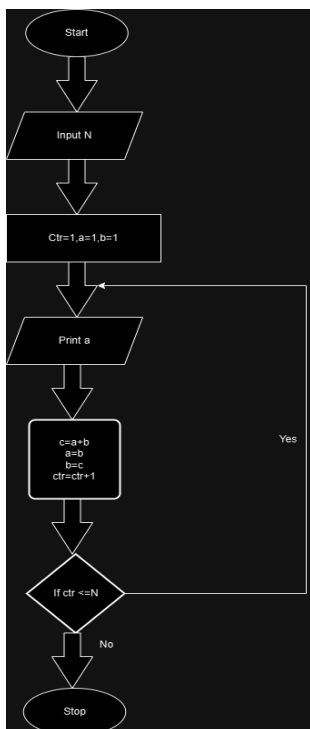 Start
Input N
Ctr=1,a=1,b=1
Print a
c=a+b
a=b
b=c
ctr=ctr+1
Yes
If ctr <=N
No
Stop